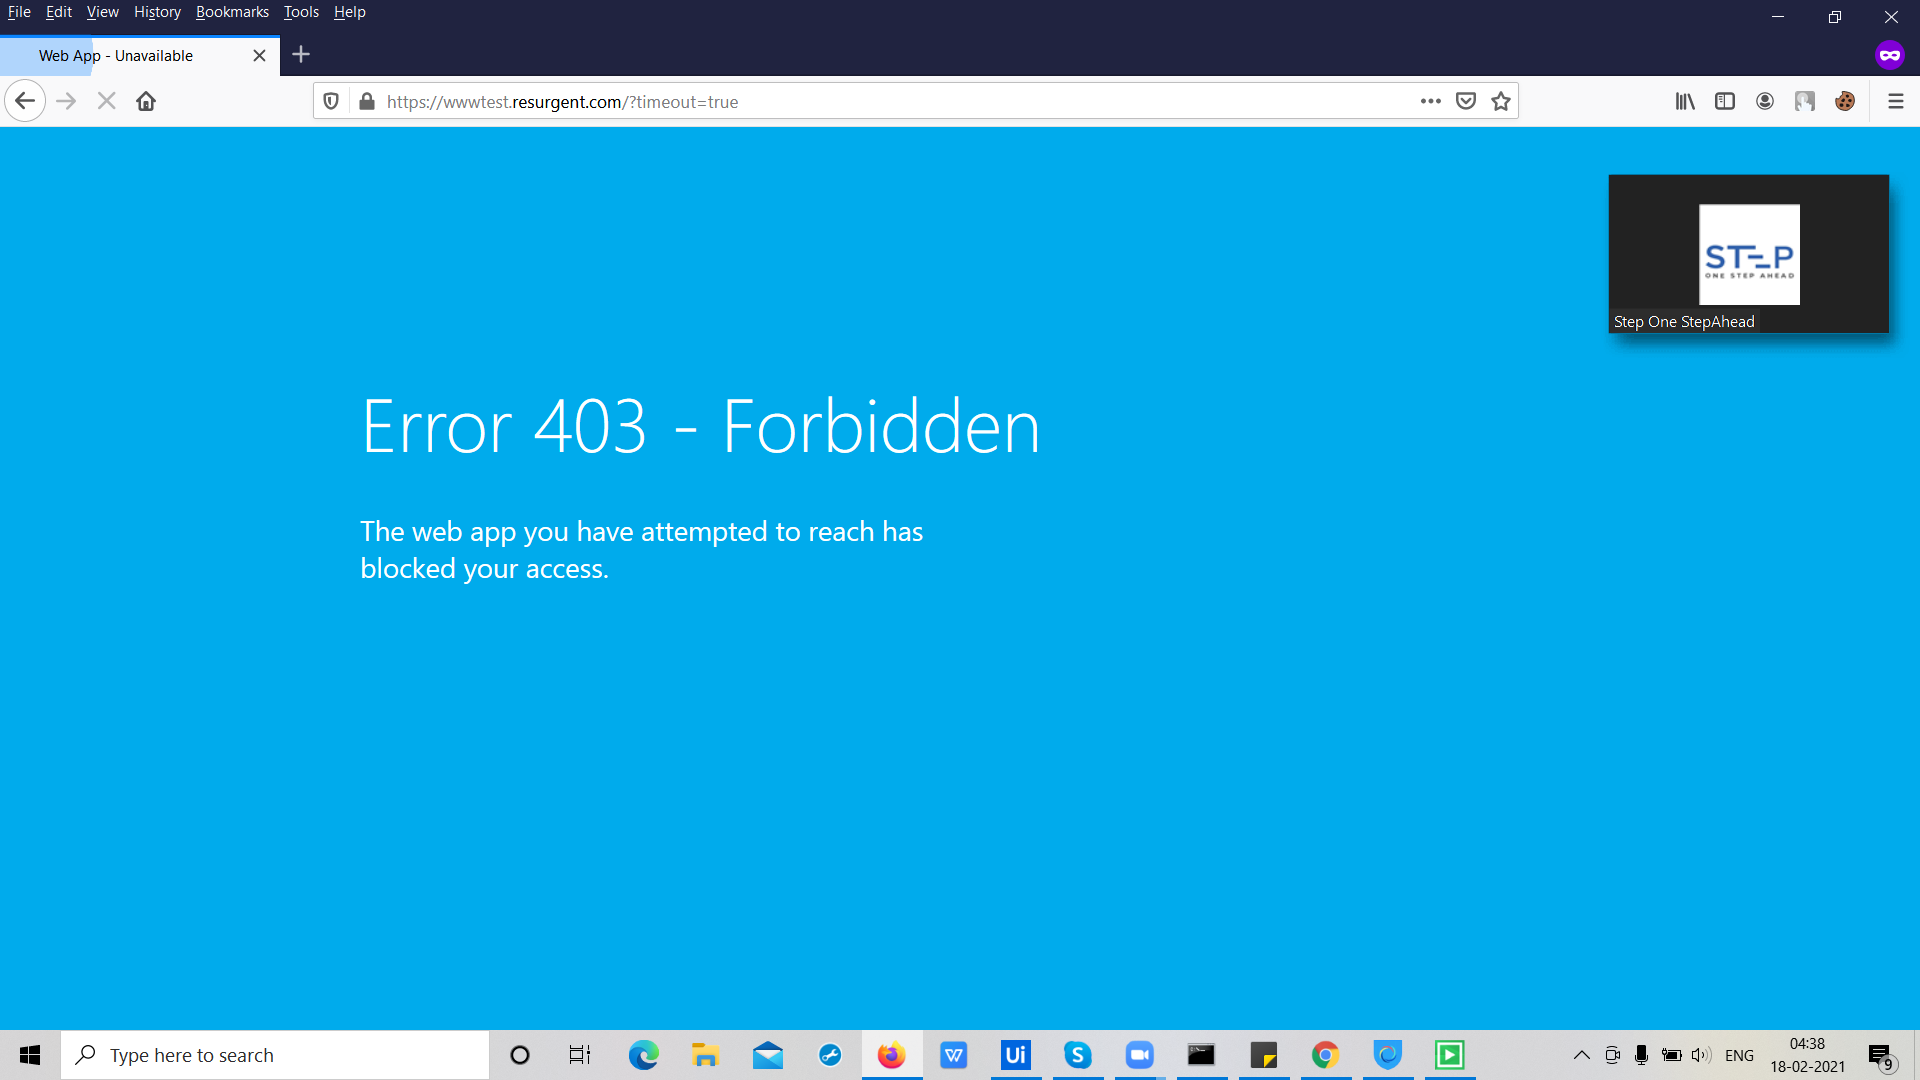 File Edit View History Bookmarks Tools Help
Web App - Unavailable
https://wwwtest.resurgent.com/?timeout=true
STEP
ONE STEP AHEAD
Step One StepAhead
Error 403 - Forbidden
The web app you have attempted to reach has
blocked your access.
Type here to search
W
Ui
S
ENG
04:38
18-02-2021
9